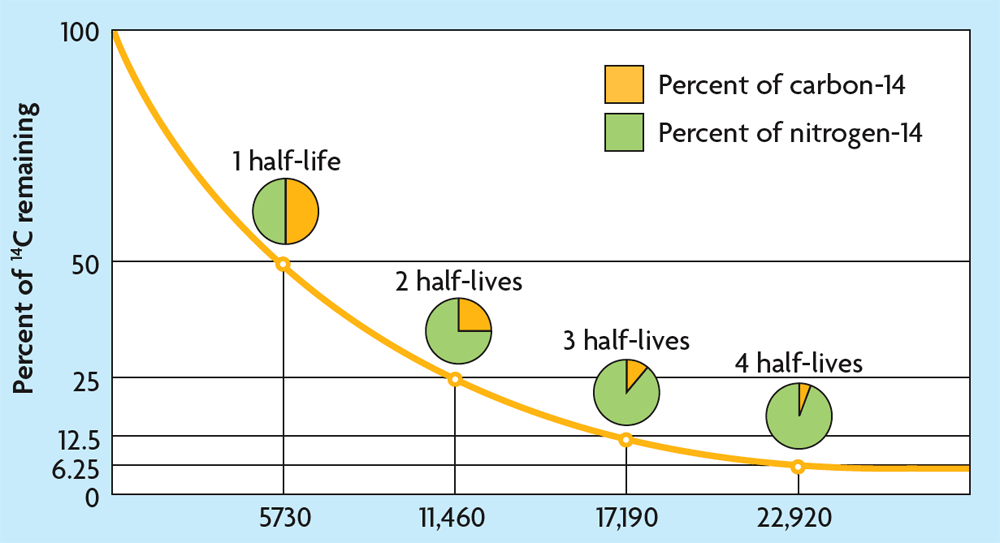 100
Percent of carbon-14
Percent of nitrogen-14
1 half-life
Percent of ¹⁴C remaining
50
2 half-lives
3 half-lives
4 half-lives
25
12.5
6.25
0
5730
11,460
17,190
22,920